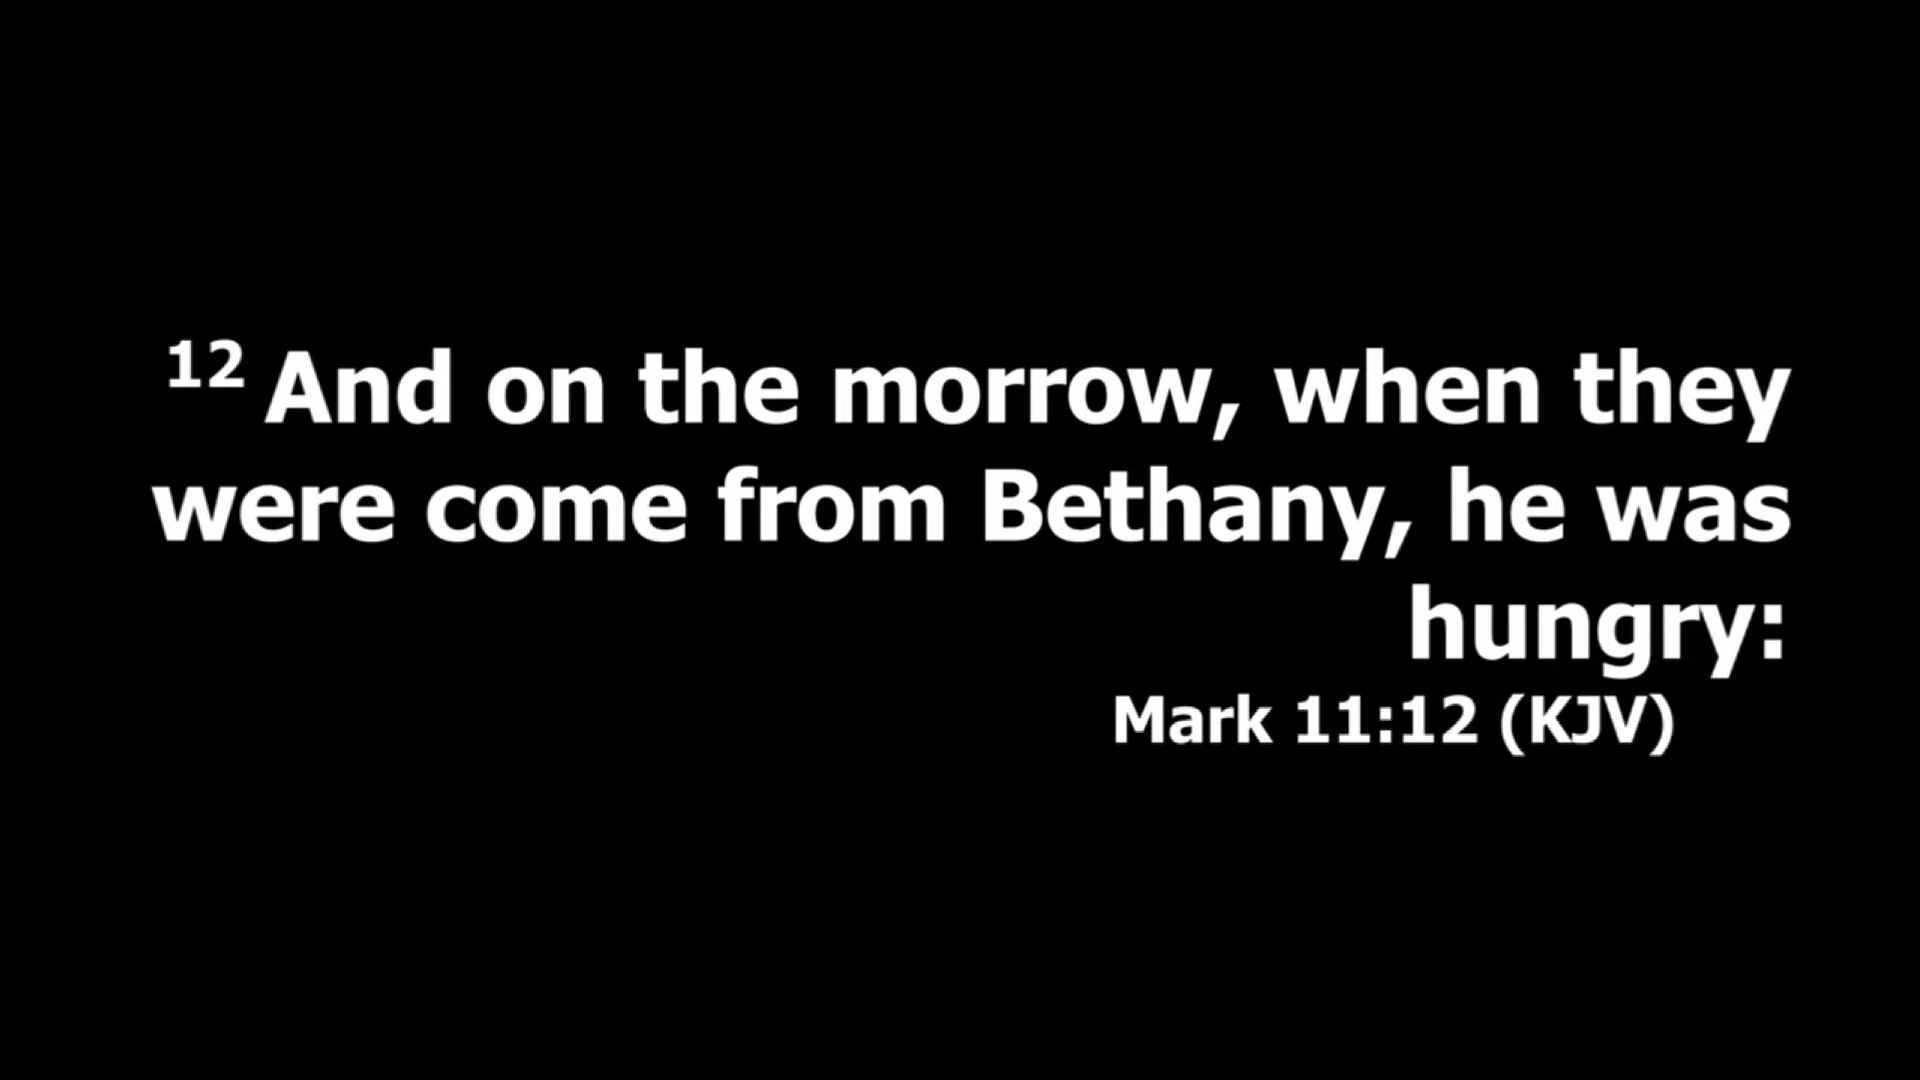 12 And on the morrow, when they
were come from Bethany, he was
hungry:
Mark 11:12 (KJV)